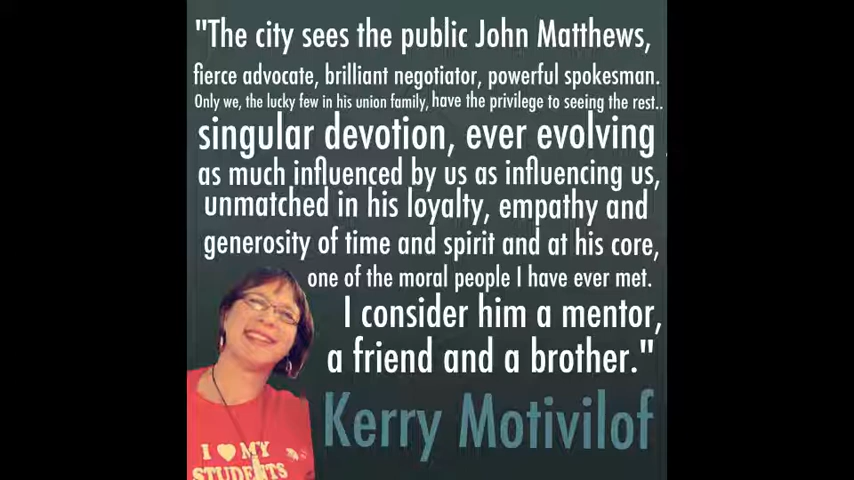 "The city sees the public John Matthews,
fierce advocate, brilliant negotiator, powerful spokesman.
Only we, the lucky few in his union family, have the privilege to seeing the rest..
singular devotion, ever evolving
as much influenced by us as influencing us,
unmatched in his loyalty, empathy and
generosity of time and spirit and at his core,
one of the moral people I have ever met.
I consider him a mentor,
a friend and a brother."
Kerry Motivilof
I MY
STUDENTS